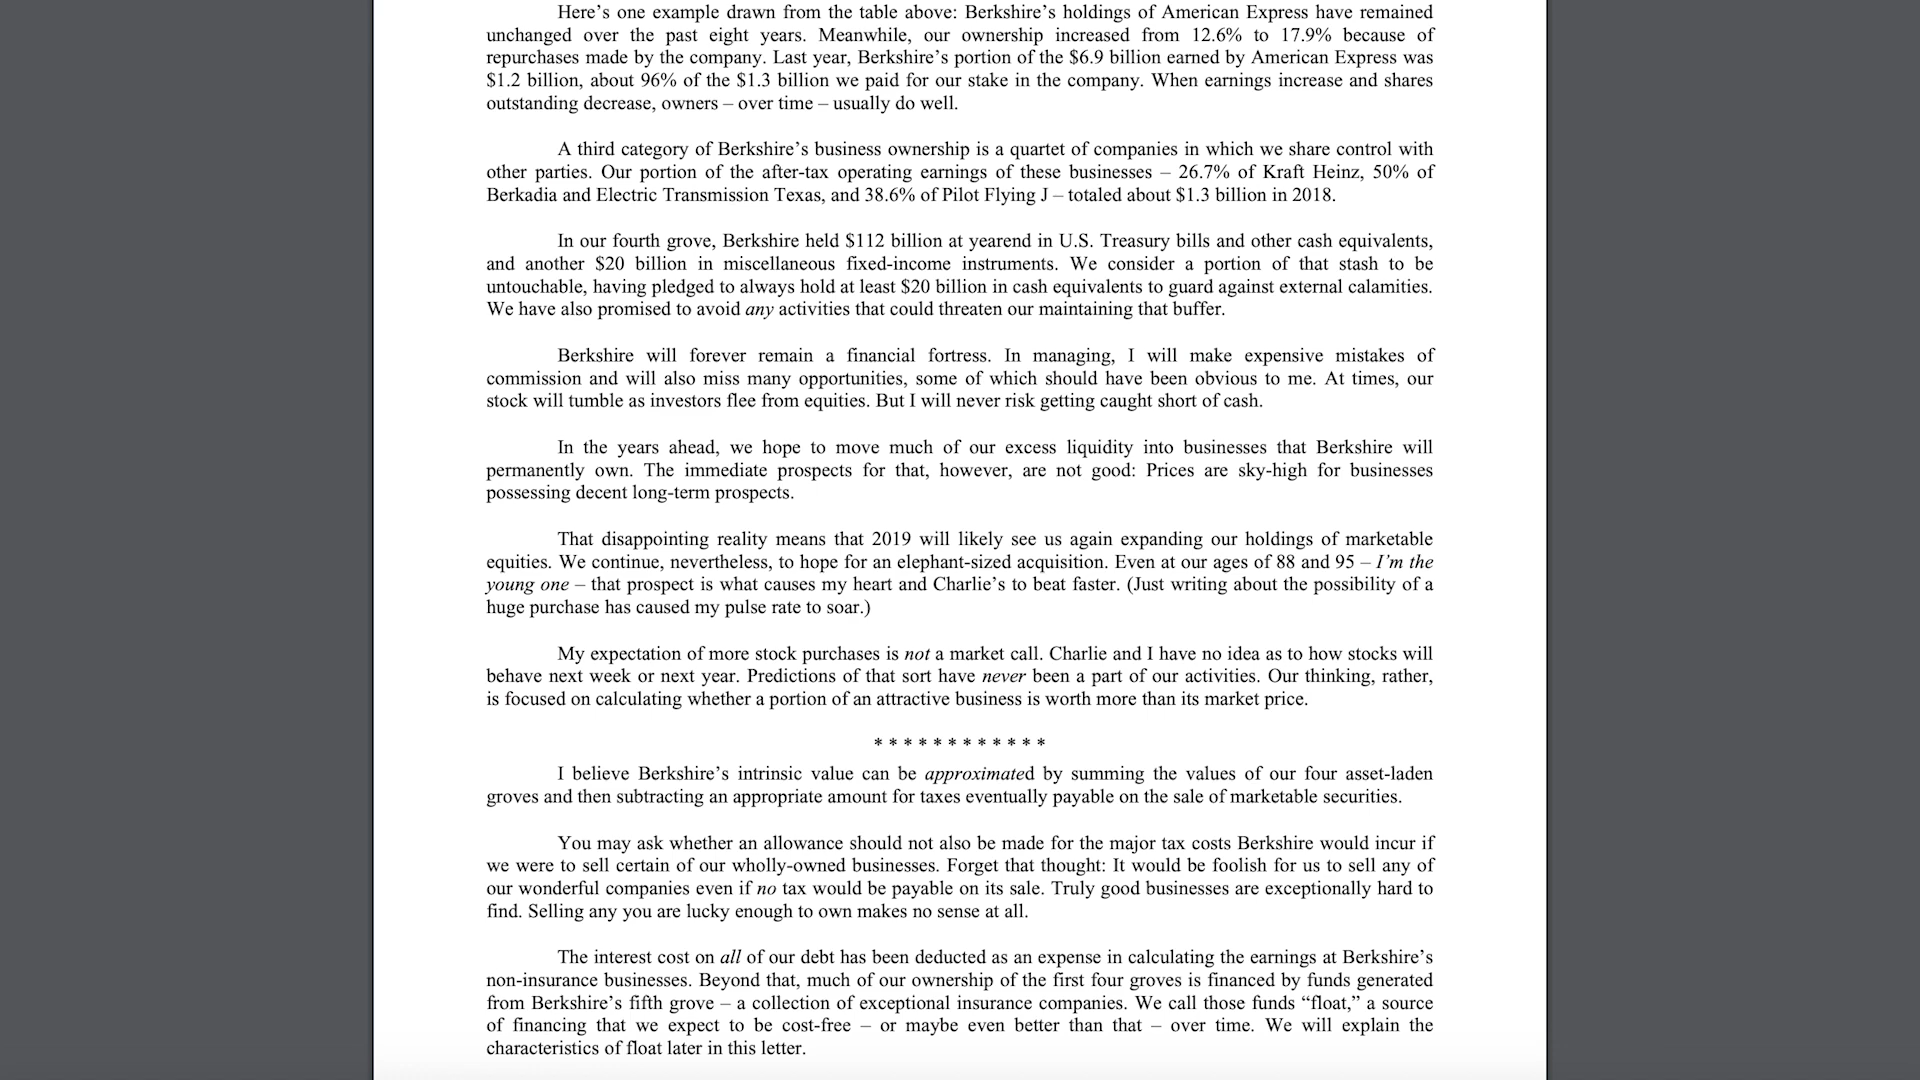 Here’s one example drawn from the table above: Berkshire’s holdings of American Express have remained
unchanged over the past eight years. Meanwhile, our ownership increased from 12.6% to 17.9% because of
repurchases made by the company. Last year, Berkshire’s portion of the $6.9 billion earned by American Express was
$1.2 billion, about 96% of the $1.3 billion we paid for our stake in the company. When earnings increase and shares
outstanding decrease, owners – over time – usually do well.
A third category of Berkshire’s business ownership is a quartet of companies in which we share control with
other parties. Our portion of the after-tax operating earnings of these businesses – 26.7% of Kraft Heinz, 50% of
Berkadia and Electric Transmission Texas, and 38.6% of Pilot Flying J – totaled about $1.3 billion in 2018.
In our fourth grove, Berkshire held $112 billion at yearend in U.S. Treasury bills and other cash equivalents,
and another $20 billion in miscellaneous fixed-income instruments. We consider a portion of that stash to be
untouchable, having pledged to always hold at least $20 billion in cash equivalents to guard against external calamities.
We have also promised to avoid any activities that could threaten our maintaining that buffer.
Berkshire will forever remain a financial fortress. In managing, I will make expensive mistakes of
commission and will also miss many opportunities, some of which should have been obvious to me. At times, our
stock will tumble as investors flee from equities. But I will never risk getting caught short of cash.
In the years ahead, we hope to move much of our excess liquidity into businesses that Berkshire will
permanently own. The immediate prospects for that, however, are not good: Prices are sky-high for businesses
possessing decent long-term prospects.
That disappointing reality means that 2019 will likely see us again expanding our holdings of marketable
equities. We continue, nevertheless, to hope for an elephant-sized acquisition. Even at our ages of 88 and 95 – I’m the
young one – that prospect is what causes my heart and Charlie’s to beat faster. (Just writing about the possibility of a
huge purchase has caused my pulse rate to soar.)
My expectation of more stock purchases is not a market call. Charlie and I have no idea as to how stocks will
behave next week or next year. Predictions of that sort have never been a part of our activities. Our thinking, rather,
is focused on calculating whether a portion of an attractive business is worth more than its market price.
* * * * * * * * * * * *
I believe Berkshire’s intrinsic value can be approximated by summing the values of our four asset-laden
groves and then subtracting an appropriate amount for taxes eventually payable on the sale of marketable securities.
You may ask whether an allowance should not also be made for the major tax costs Berkshire would incur if
we were to sell certain of our wholly-owned businesses. Forget that thought: It would be foolish for us to sell any of
our wonderful companies even if no tax would be payable on its sale. Truly good businesses are exceptionally hard to
find. Selling any you are lucky enough to own makes no sense at all.
The interest cost on all of our debt has been deducted as an expense in calculating the earnings at Berkshire’s
non-insurance businesses. Beyond that, much of our ownership of the first four groves is financed by funds generated
from Berkshire’s fifth grove – a collection of exceptional insurance companies. We call those funds “float,” a source
of financing that we expect to be cost-free – or maybe even better than that – over time. We will explain the
characteristics of float later in this letter.